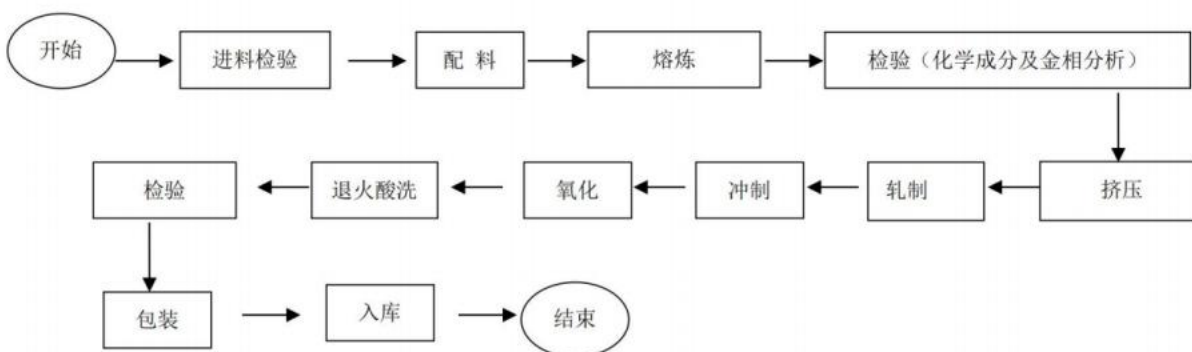 开始
进料检验
配 料
熔炼
检验（化学成分及金相分析）
挤压
轧制
冲制
氧化
退火酸洗
检验
包装
入库
结束